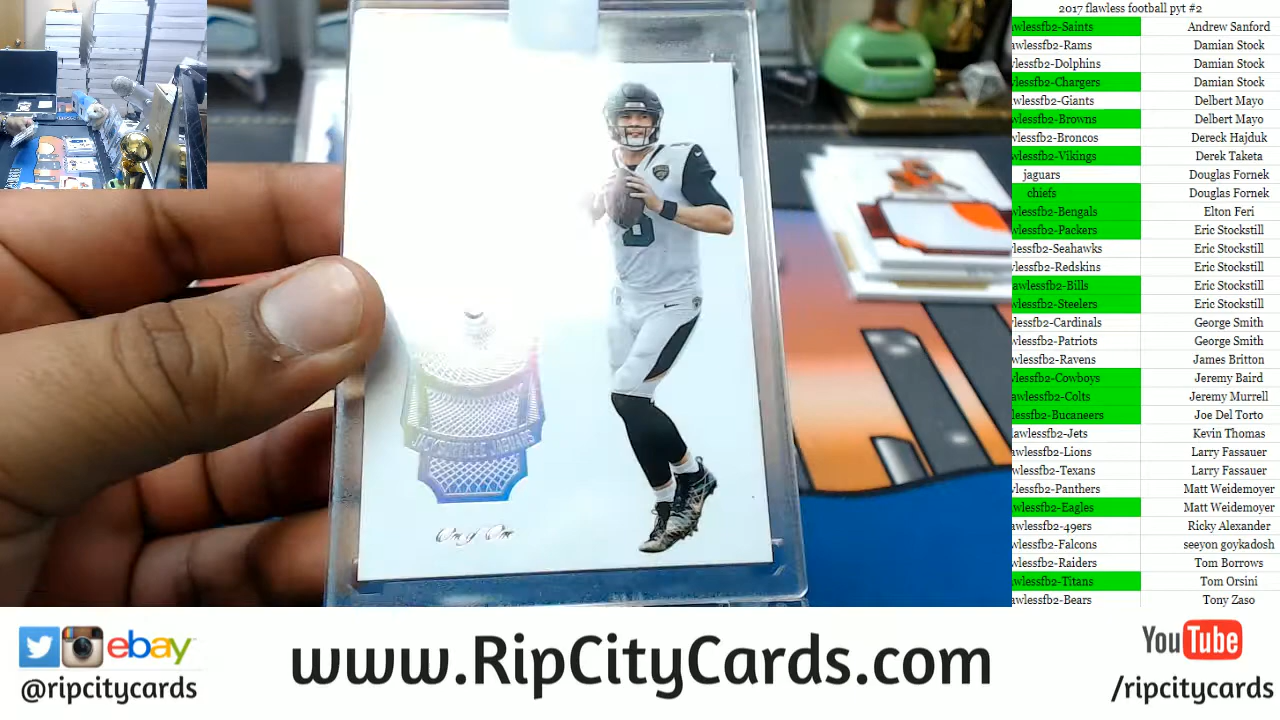 2017 flawless football pyt #2
awlessfb2-Saints Andrew Sanford
awlessfb2-Rams Damian Stock
wlessfb2-Dolphins Damian Stock
wlessfb2-Chargers Damian Stock
awlessfb2-Giants Delbert Mayo
wlessfb2-Browns Delbert Mayo
wlessfb2-Broncos Dereck Hajduk
wlessfb2-Vikings Derek Taketa
jaguars Douglas Fornek
chiefs Douglas Fornek
wlessfb2-Bengals Elton Feri
wlessfb2-Packers Eric Stockstill
lessfb2-Seahawks Eric Stockstill
lessfb2-Redskins Eric Stockstill
awlessfb2-Bills Eric Stockstill
awlessfb2-Steelers Eric Stockstill
essfb2-Cardinals George Smith
wlessfb2-Patriots George Smith
wlessfb2-Ravens James Britton
lessfb2-Cowboys Jeremy Baird
awlessfb2-Colts Jeremy Murrell
essfb2-Bucaneers Joe Del Torto
lawlessfb2-Jets Kevin Thomas
awlessfb2-Lions Larry Fassauer
wlessfb2-Texans Larry Fassauer
lessfb2-Panthers Matt Weidemoyer
wlessfb2-Eagles Matt Weidemoyer
awlessfb2-49ers Ricky Alexander
wlessfb2-Falcons seeyon goykadosh
wlessfb2-Raiders Tom Borrows
awlessfb2-Titans Tom Orsini
awlessfb2-Bears Tony Zaso
JACKSONVILLE JAGUARS
One of One
ebay
@ripcitycards
www.RipCityCards.com
YouTube
/ripcitycards